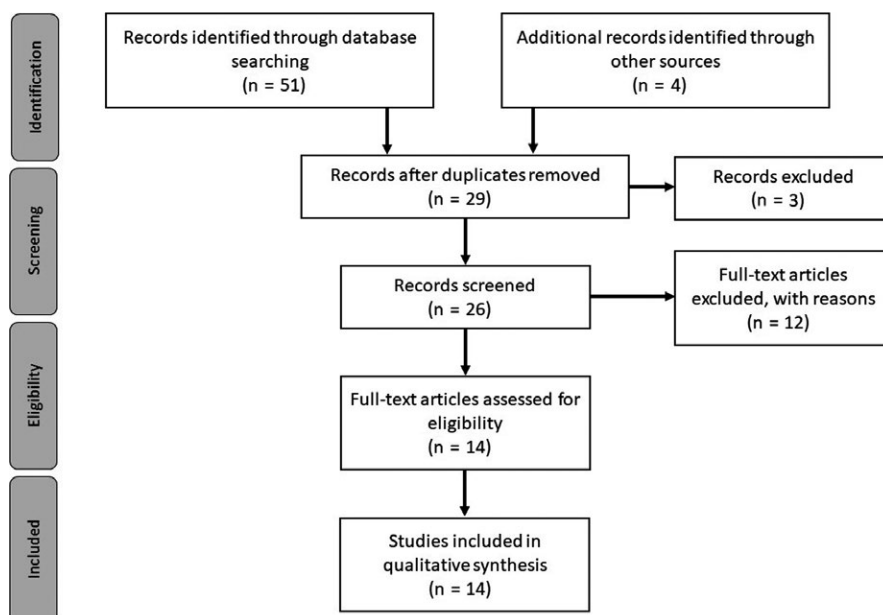 Identification
Records identified through database
searching
(n = 51)
Additional records identified through
other sources
(n = 4)
Records after duplicates removed
(n = 29)
Records excluded
(n = 3)
Screening
Records screened
(n = 26)
Full-text articles
excluded, with reasons
(n = 12)
Eligibility
Full-text articles assessed for
eligibility
(n = 14)
Included
Studies included in
qualitative synthesis
(n = 14)